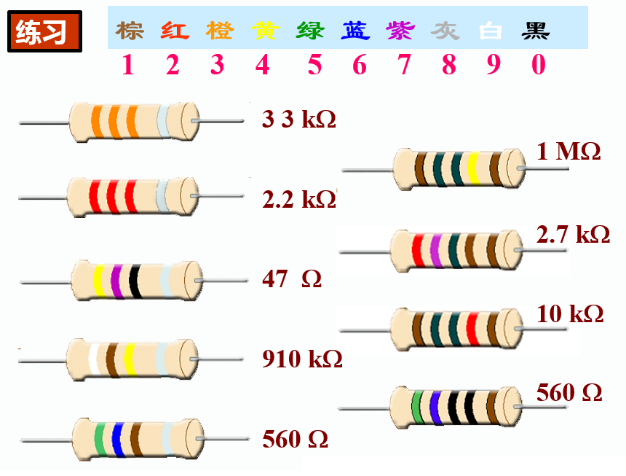 练习
棕 红 橙 黄 绿 蓝 紫 灰 白 黑
1 2 3 4 5 6 7 8 9 0
3 3 kΩ
1 MΩ
2.2 kΩ
2.7 kΩ
47 Ω
10 kΩ
910 kΩ
560 Ω
560 Ω